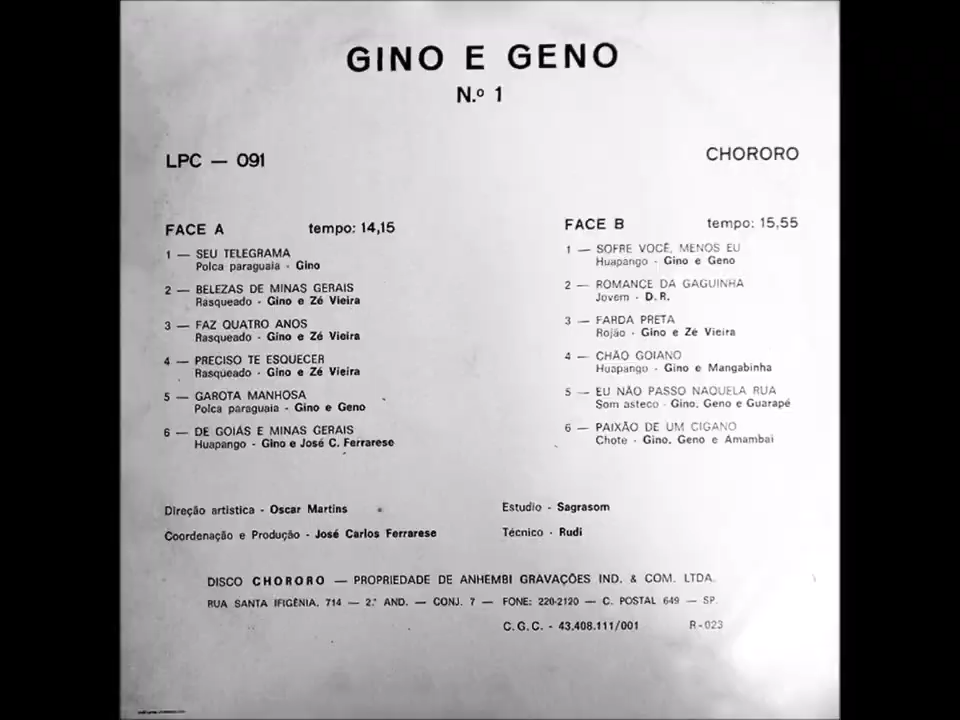 GINO E GENO
N.º 1
LPC — 091
CHORORO
FACE A tempo: 14,15
1 — SEU TELEGRAMA
Polca paraguaia - Gino
2 — BELEZAS DE MINAS GERAIS
Rasqueado - Gino e Zé Vieira
3 — FAZ QUATRO ANOS
Rasqueado - Gino e Zé Vieira
4 — PRECISO TE ESQUECER
Rasqueado - Gino e Zé Vieira
5 — GAROTA MANHOSA
Polca paraguaia - Gino e Geno
6 — DE GOIÁS E MINAS GERAIS
Huapango - Gino e José C. Ferrarese
FACE B tempo: 15,55
1 — SOFRE VOCÊ, MENOS EU
Huapango - Gino e Geno
2 — ROMANCE DA GAGUINHA
Jovem - D. R.
3 — FARDA PRETA
Rojão - Gino e Zé Vieira
4 — CHÃO GOIANO
Huapango - Gino e Mangabinha
5 — EU NÃO PASSO NAQUELA RUA
Som asteco - Gino, Geno e Guarapé
6 — PAIXÃO DE UM CIGANO
Chote - Gino, Geno e Amambai
Direção artistica - Oscar Martins
Coordenação e Produção - José Carlos Ferrarese
Estudio - Sagrasom
Técnico - Rudi
DISCO CHORORO — PROPRIEDADE DE ANHEMBI GRAVAÇÕES IND. & COM. LTDA.
RUA SANTA IFIGÊNIA, 714 — 2.º AND. — CONJ. 7 — FONE: 220-2120 — C. POSTAL 649 — SP.
C. G. C. - 43.408.111/001 R - 023